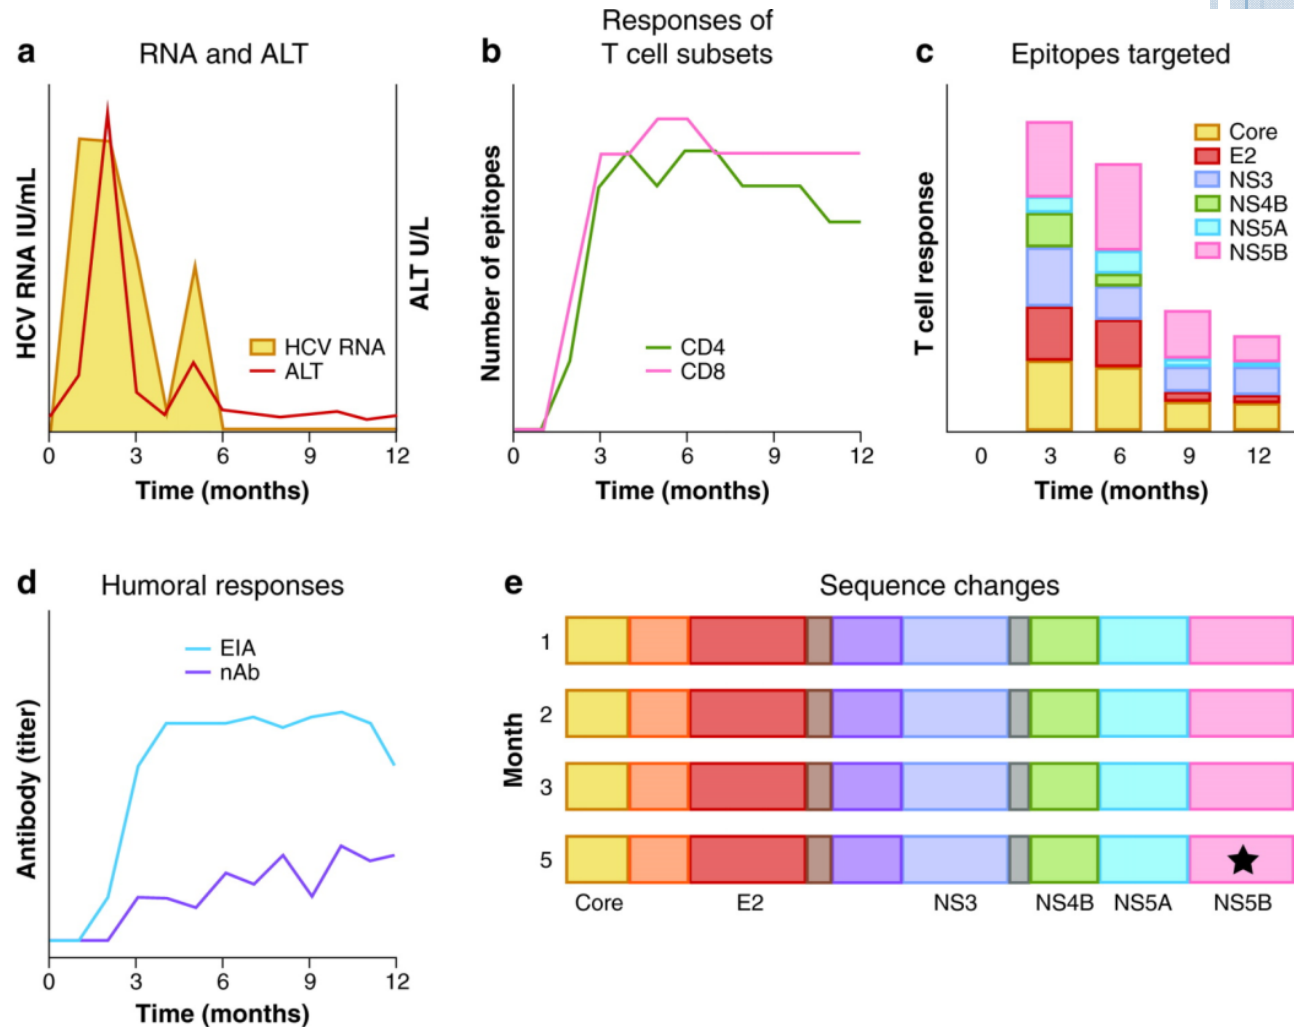 a
RNA and ALT
HCV RNA IU/mL
ALT U/L
HCV RNA
ALT
0 3 6 9 12
Time (months)
b
Responses of
T cell subsets
Number of epitopes
CD4
CD8
0 3 6 9 12
Time (months)
c
Epitopes targeted
T cell response
Core
E2
NS3
NS4B
NS5A
NS5B
0 3 6 9 12
Time (months)
d
Humoral responses
Antibody (titer)
EIA
nAb
0 3 6 9 12
Time (months)
e
Sequence changes
Month
1
2
3
5
Core E2 NS3 NS4B NS5A NS5B